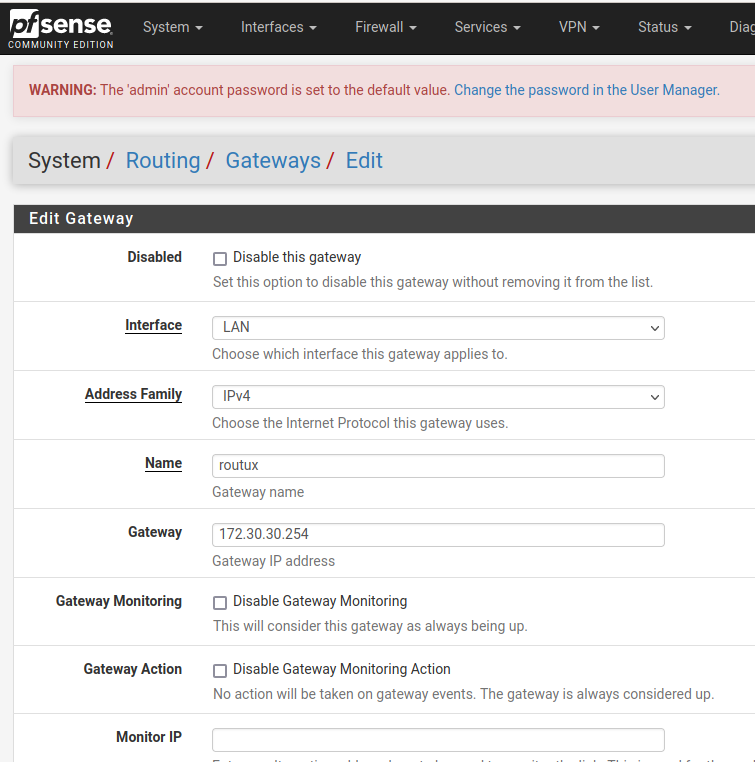 pfsense
COMMUNITY EDITION
System Interfaces Firewall Services VPN Status
WARNING: The 'admin' account password is set to the default value. Change the password in the User Manager.
System / Routing / Gateways / Edit
Edit Gateway
Disabled Disable this gateway
Set this option to disable this gateway without removing it from the list.
Interface LAN
Choose which interface this gateway applies to.
Address Family IPv4
Choose the Internet Protocol this gateway uses.
Name routux
Gateway name
Gateway 172.30.30.254
Gateway IP address
Gateway Monitoring Disable Gateway Monitoring
This will consider this gateway as always being up.
Gateway Action Disable Gateway Monitoring Action
No action will be taken on gateway events. The gateway is always considered up.
Monitor IP